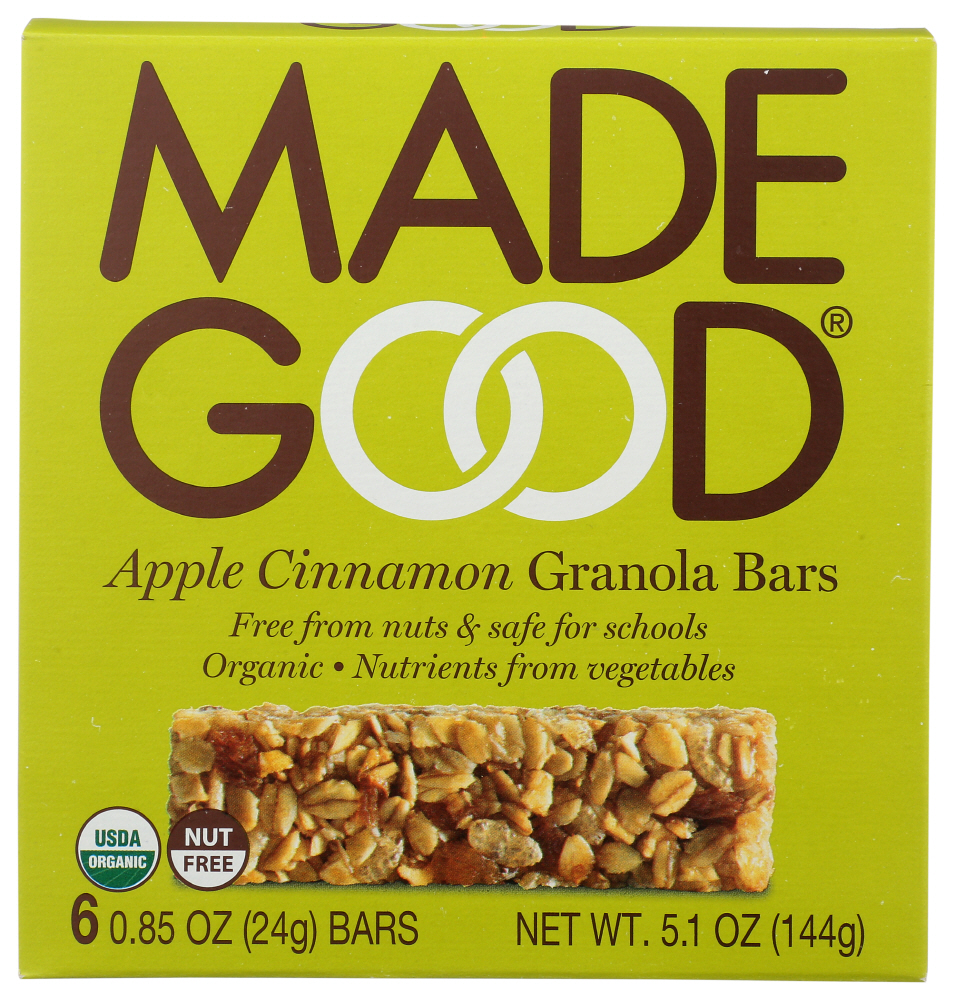 MADE
GOOD®
Apple Cinnamon Granola Bars
Free from nuts & safe for schools
Organic • Nutrients from vegetables
USDA
ORGANIC
NUT
FREE
6 0.85 OZ (24g) BARS
NET WT. 5.1 OZ (144g)